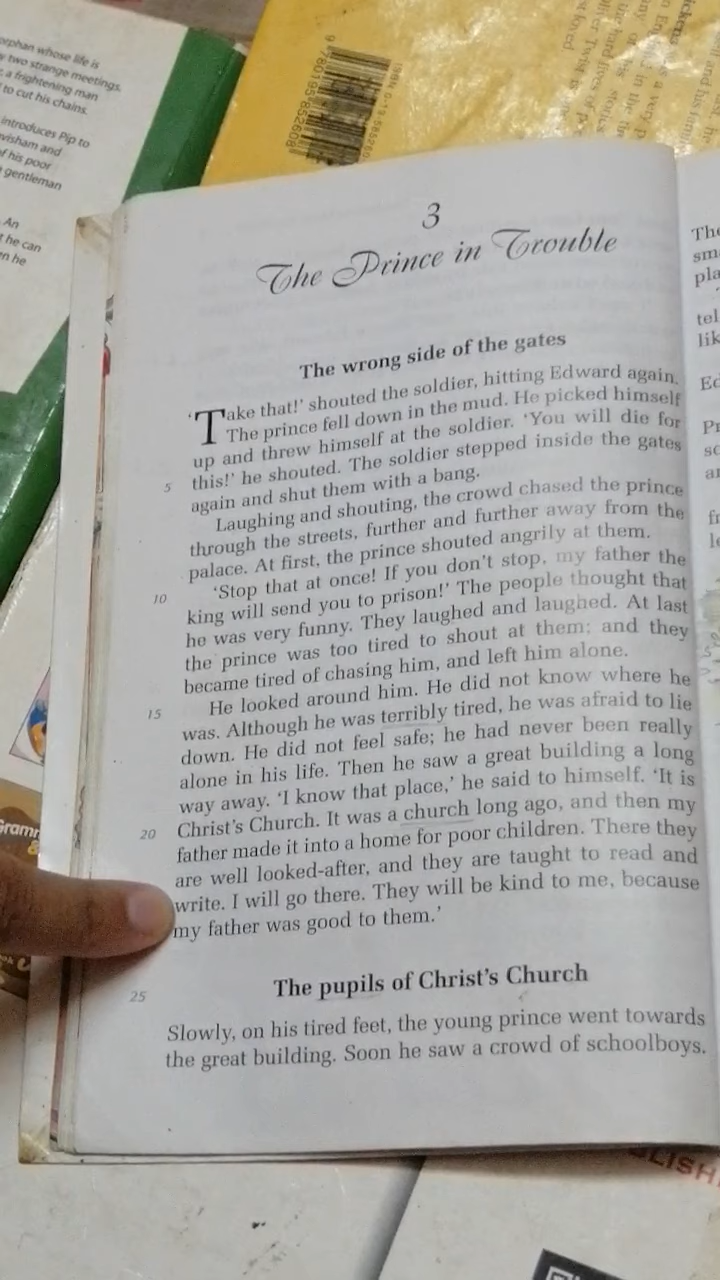 orphan whose life is
two strange meetings.
a frightening man
to cut his chains.
introduces Pip to
visham and
of his poor
gentleman
An
he can
en he
9780195852608
3
The Prince in Trouble
The wrong side of the gates
'Take that!' shouted the soldier, hitting Edward again.
The prince fell down in the mud. He picked himself
up and threw himself at the soldier. 'You will die for
this!' he shouted. The soldier stepped inside the gates
5 again and shut them with a bang.
Laughing and shouting, the crowd chased the prince
through the streets, further and further away from the
palace. At first, the prince shouted angrily at them.
'Stop that at once! If you don't stop, my father the
10 king will send you to prison!' The people thought that
he was very funny. They laughed and laughed. At last
the prince was too tired to shout at them; and they
became tired of chasing him, and left him alone.
He looked around him. He did not know where he
15 was. Although he was terribly tired, he was afraid to lie
down. He did not feel safe; he had never been really
alone in his life. Then he saw a great building a long
way away. 'I know that place,' he said to himself. 'It is
Christ's Church. It was a church long ago, and then my
20 father made it into a home for poor children. There they
are well looked-after, and they are taught to read and
write. I will go there. They will be kind to me, because
my father was good to them.'
The pupils of Christ's Church
25 Slowly, on his tired feet, the young prince went towards
the great building. Soon he saw a crowd of schoolboys.
The
sm
pla
tel
lik
Ed
Pr